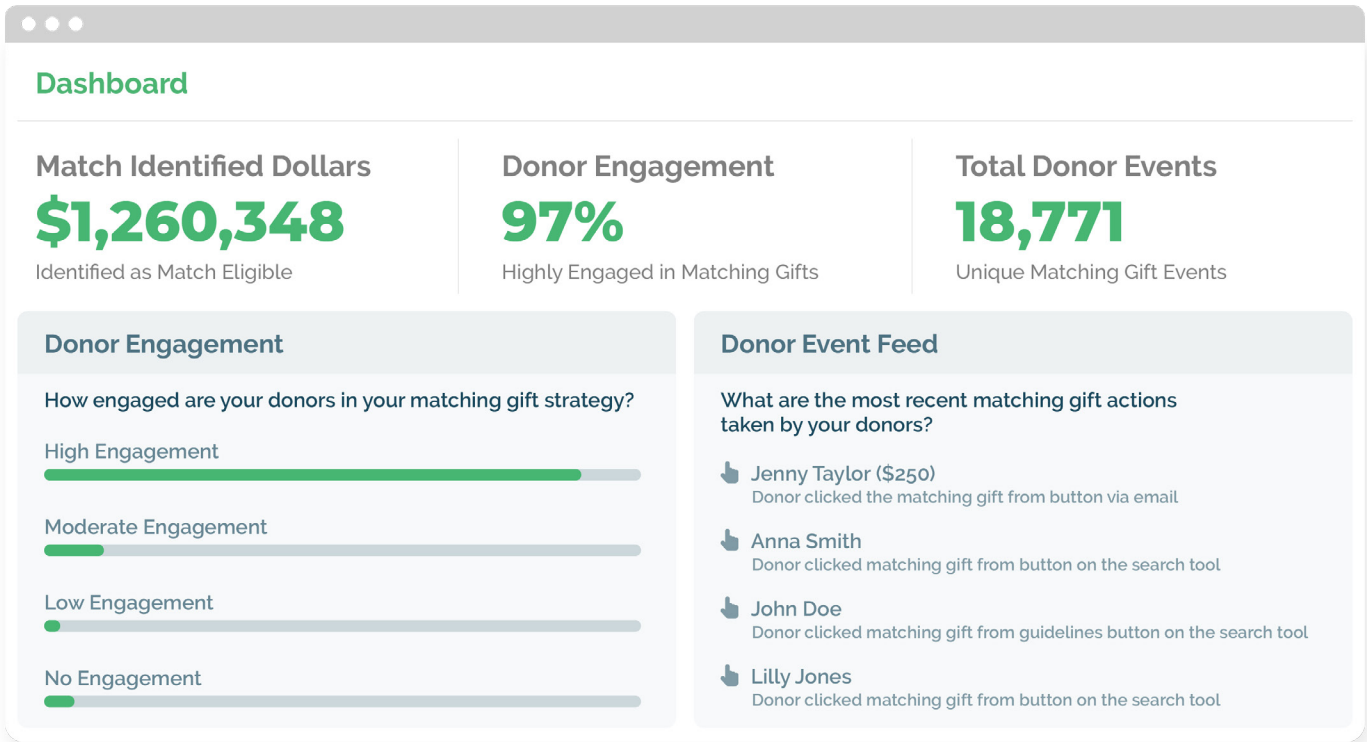 Dashboard
Match Identified Dollars
$1,260,348
Identified as Match Eligible
Donor Engagement
97%
Highly Engaged in Matching Gifts
Total Donor Events
18,771
Unique Matching Gift Events
Donor Engagement
How engaged are your donors in your matching gift strategy?
High Engagement
Moderate Engagement
Low Engagement
No Engagement
Donor Event Feed
What are the most recent matching gift actions
taken by your donors?
Jenny Taylor ($250)
Donor clicked the matching gift from button via email
Anna Smith
Donor clicked matching gift from button on the search tool
John Doe
Donor clicked matching gift from guidelines button on the search tool
Lilly Jones
Donor clicked matching gift from button on the search tool